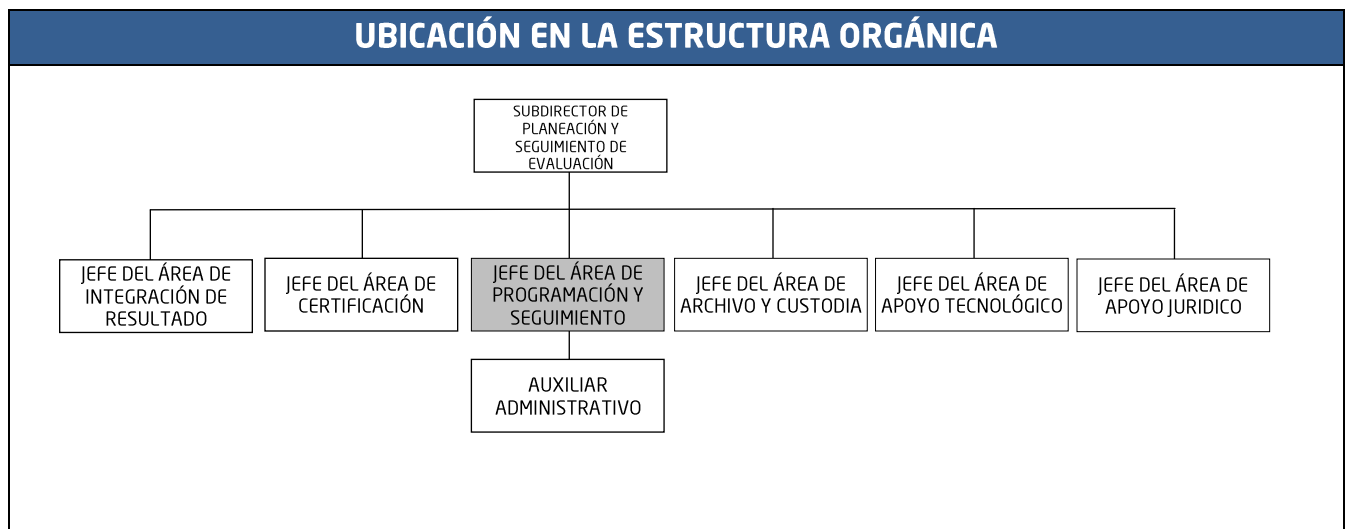 UBICACIÓN EN LA ESTRUCTURA ORGÁNICA
SUBDIRECTOR DE
PLANEACIÓN Y
SEGUIMIENTO DE
EVALUACIÓN
JEFE DEL ÁREA DE
INTEGRACIÓN DE
RESULTADO
JEFE DEL ÁREA DE
CERTIFICACIÓN
JEFE DEL ÁREA DE
PROGRAMACIÓN Y
SEGUIMIENTO
JEFE DEL ÁREA DE
ARCHIVO Y CUSTODIA
JEFE DEL ÁREA DE
APOYO TECNOLÓGICO
JEFE DEL ÁREA DE
APOYO JURIDICO
AUXILIAR
ADMINISTRATIVO